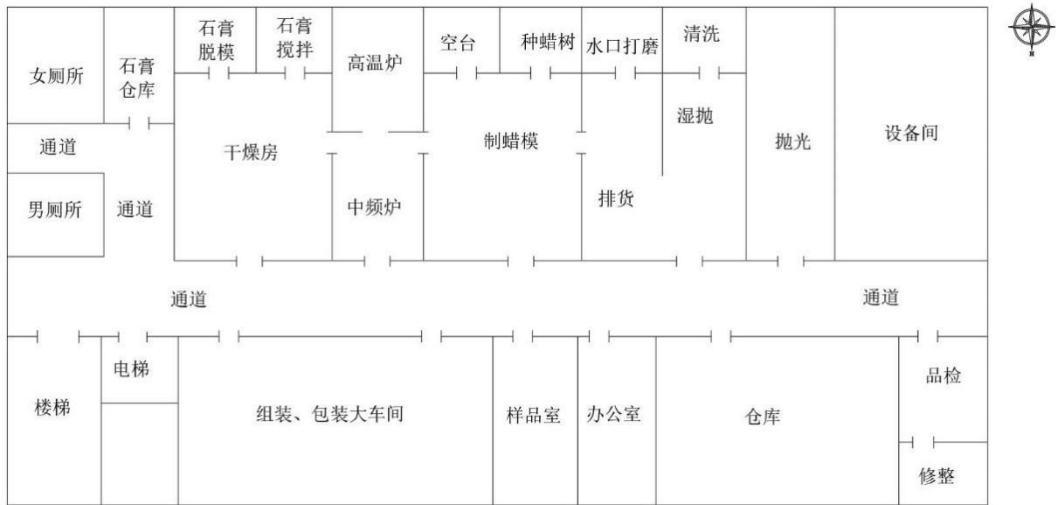 女厕所
石膏
仓库
石膏
脱模
石膏
搅拌
高温炉
空台
种蜡树
水口打磨
清洗
湿抛
抛光
设备间
通道
干燥房
制蜡模
男厕所
通道
中频炉
排货
通道
通道
楼梯
电梯
组装、包装大车间
样品室
办公室
仓库
品检
修整